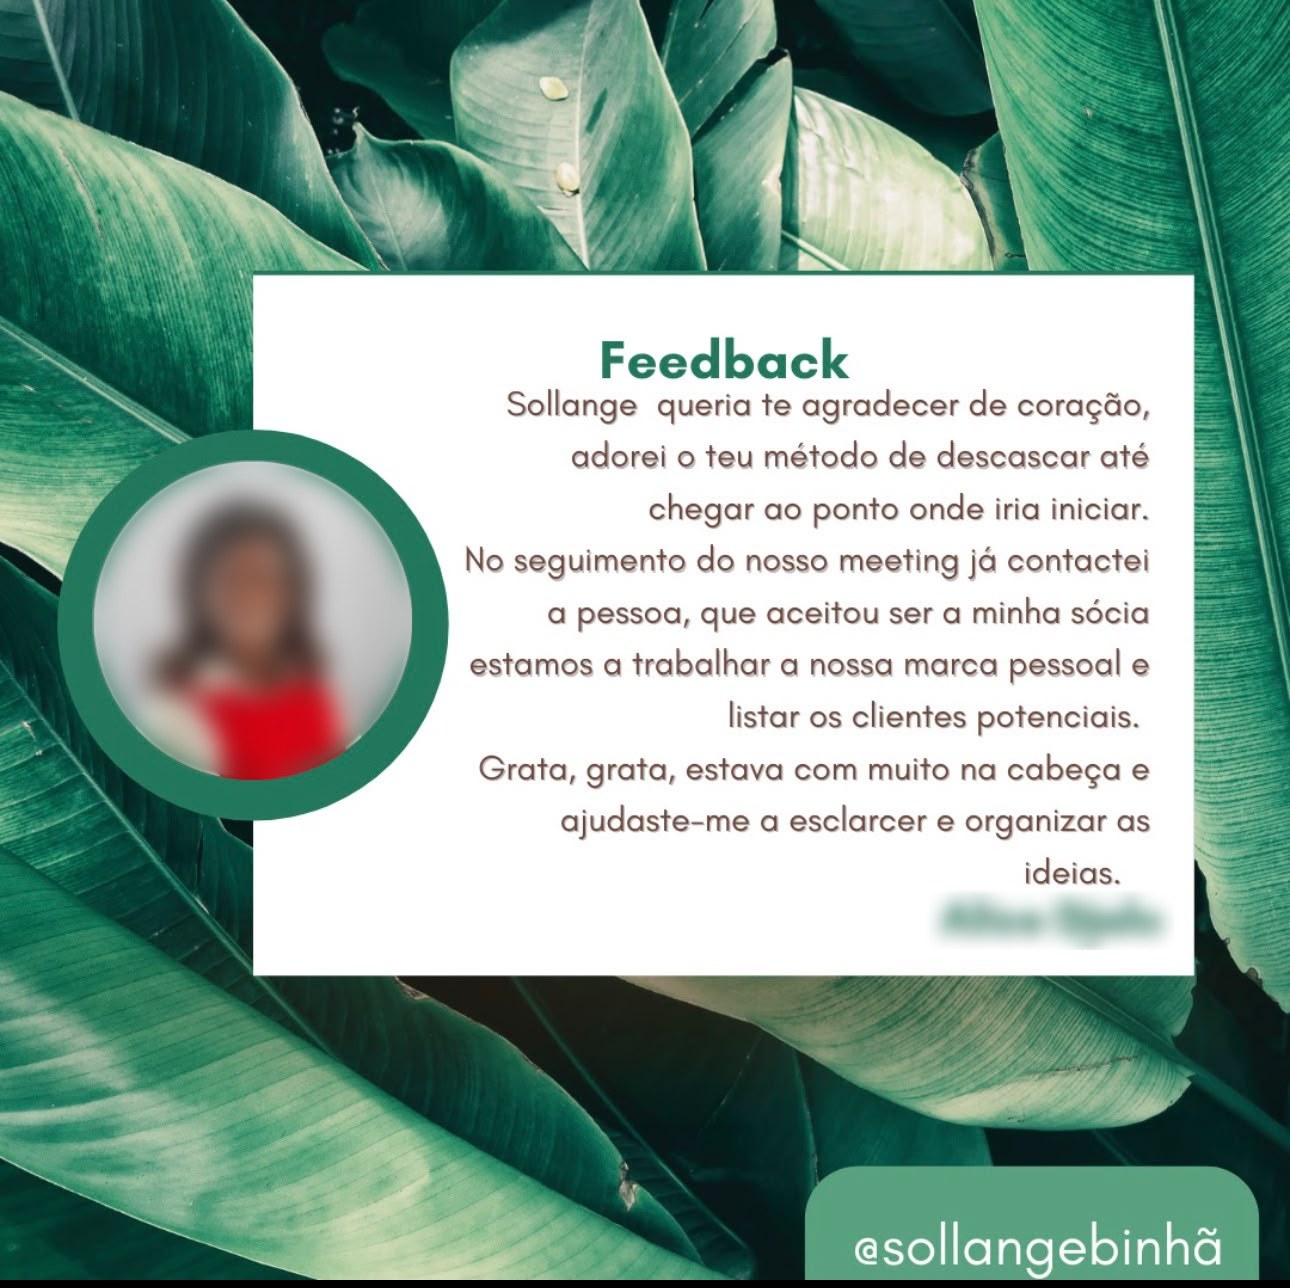 Feedback
Sollange queria te agradecer de coração,
adorei o teu método de descascar até
chegar ao ponto onde iria iniciar.
No seguimento do nosso meeting já contactei
a pessoa, que aceitou ser a minha sócia
estamos a trabalhar a nossa marca pessoal e
listar os clientes potenciais.
Grata, grata, estava com muito na cabeça e
ajudaste-me a esclarcer e organizar as
ideias.
@sollangebinhã